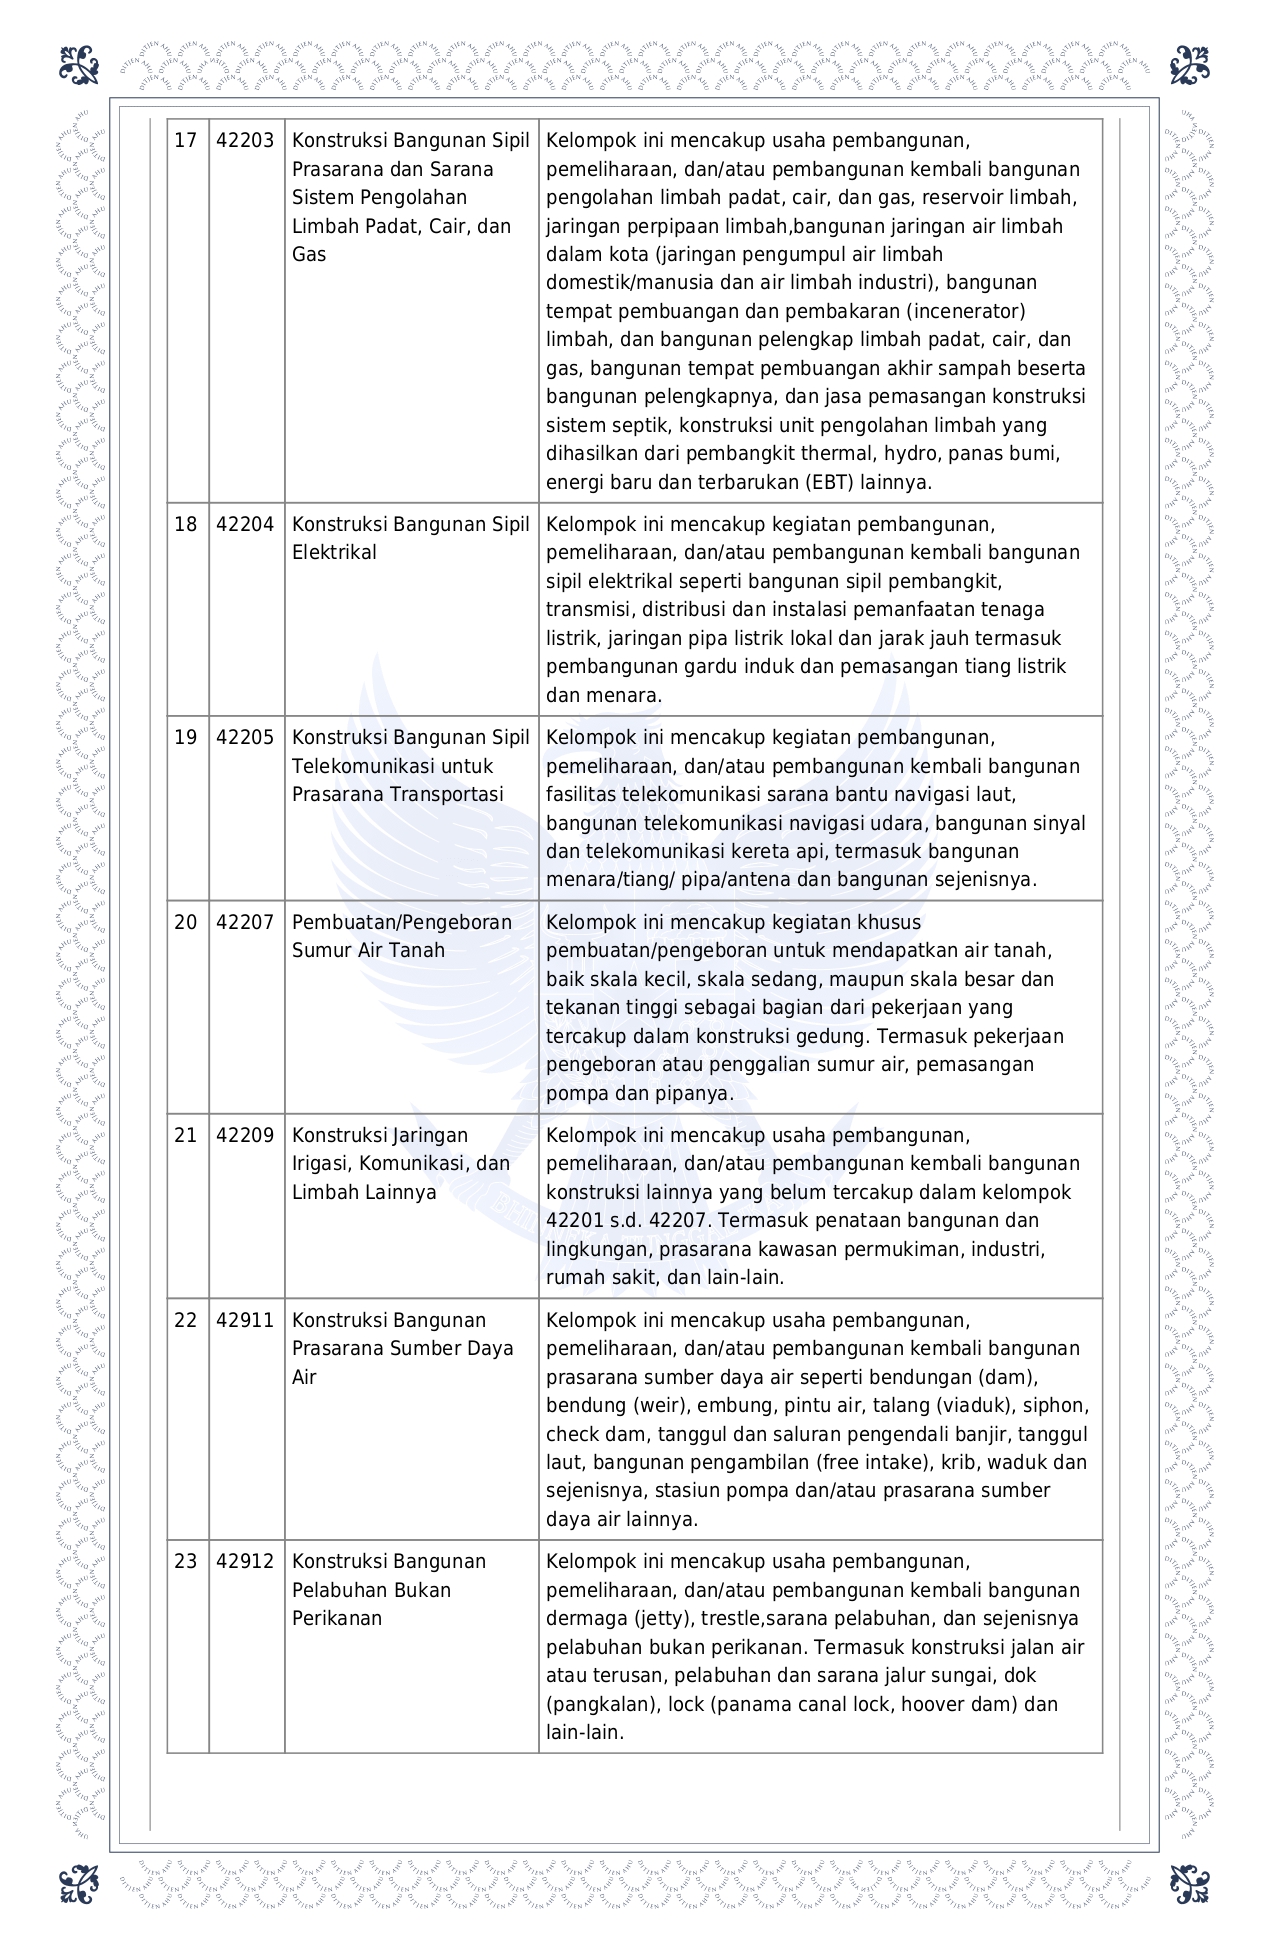 17 42203 Konstruksi Bangunan Sipil Kelompok ini mencakup usaha pembangunan,
Prasarana dan Sarana pemeliharaan, dan/atau pembangunan kembali bangunan
Sistem Pengolahan pengolahan limbah padat, cair, dan gas, reservoir limbah,
Limbah Padat, Cair, dan jaringan perpipaan limbah,bangunan jaringan air limbah
Gas dalam kota (jaringan pengumpul air limbah
domestik/manusia dan air limbah industri), bangunan
tempat pembuangan dan pembakaran (incenerator)
limbah, dan bangunan pelengkap limbah padat, cair, dan
gas, bangunan tempat pembuangan akhir sampah beserta
bangunan pelengkapnya, dan jasa pemasangan konstruksi
sistem septik, konstruksi unit pengolahan limbah yang
dihasilkan dari pembangkit thermal, hydro, panas bumi,
energi baru dan terbarukan (EBT) lainnya.
18 42204 Konstruksi Bangunan Sipil Kelompok ini mencakup kegiatan pembangunan,
Elektrikal pemeliharaan, dan/atau pembangunan kembali bangunan
sipil elektrikal seperti bangunan sipil pembangkit,
transmisi, distribusi dan instalasi pemanfaatan tenaga
listrik, jaringan pipa listrik lokal dan jarak jauh termasuk
pembangunan gardu induk dan pemasangan tiang listrik
dan menara.
19 42205 Konstruksi Bangunan Sipil Kelompok ini mencakup kegiatan pembangunan,
Telekomunikasi untuk pemeliharaan, dan/atau pembangunan kembali bangunan
Prasarana Transportasi fasilitas telekomunikasi sarana bantu navigasi laut,
bangunan telekomunikasi navigasi udara, bangunan sinyal
dan telekomunikasi kereta api, termasuk bangunan
menara/tiang/ pipa/antena dan bangunan sejenisnya.
20 42207 Pembuatan/Pengeboran Kelompok ini mencakup kegiatan khusus
Sumur Air Tanah pembuatan/pengeboran untuk mendapatkan air tanah,
baik skala kecil, skala sedang, maupun skala besar dan
tekanan tinggi sebagai bagian dari pekerjaan yang
tercakup dalam konstruksi gedung. Termasuk pekerjaan
pengeboran atau penggalian sumur air, pemasangan
pompa dan pipanya.
21 42209 Konstruksi Jaringan Kelompok ini mencakup usaha pembangunan,
Irigasi, Komunikasi, dan pemeliharaan, dan/atau pembangunan kembali bangunan
Limbah Lainnya konstruksi lainnya yang belum tercakup dalam kelompok
42201 s.d. 42207. Termasuk penataan bangunan dan
lingkungan, prasarana kawasan permukiman, industri,
rumah sakit, dan lain-lain.
22 42911 Konstruksi Bangunan Kelompok ini mencakup usaha pembangunan,
Prasarana Sumber Daya pemeliharaan, dan/atau pembangunan kembali bangunan
Air prasarana sumber daya air seperti bendungan (dam),
bendung (weir), embung, pintu air, talang (viaduk), siphon,
check dam, tanggul dan saluran pengendali banjir, tanggul
laut, bangunan pengambilan (free intake), krib, waduk dan
sejenisnya, stasiun pompa dan/atau prasarana sumber
daya air lainnya.
23 42912 Konstruksi Bangunan Kelompok ini mencakup usaha pembangunan,
Pelabuhan Bukan pemeliharaan, dan/atau pembangunan kembali bangunan
Perikanan dermaga (jetty), trestle,sarana pelabuhan, dan sejenisnya
pelabuhan bukan perikanan. Termasuk konstruksi jalan air
atau terusan, pelabuhan dan sarana jalur sungai, dok
(pangkalan), lock (panama canal lock, hoover dam) dan
lain-lain.